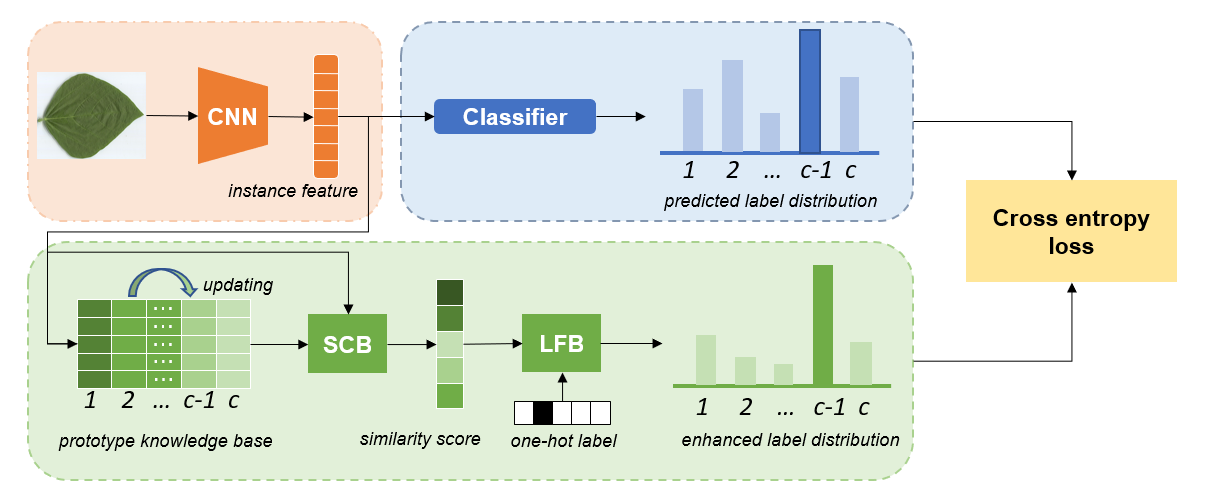 CNN
instance feature
Classifier
1 2 ... c-1 c
predicted label distribution
Cross entropy
loss
updating
...
...
...
...
...
1 2 ... c-1 c
prototype knowledge base
SCB
similarity score
LFB
one-hot label
1 2 ... c-1 c
enhanced label distribution